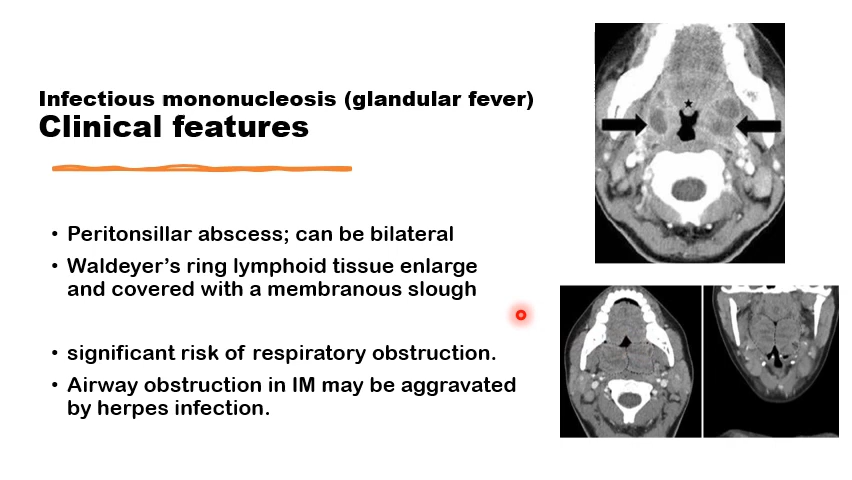 Infectious mononucleosis (glandular fever)
Clinical features
• Peritonsillar abscess; can be bilateral
• Waldeyer’s ring lymphoid tissue enlarge
and covered with a membranous slough
• significant risk of respiratory obstruction.
• Airway obstruction in IM may be aggravated
by herpes infection.